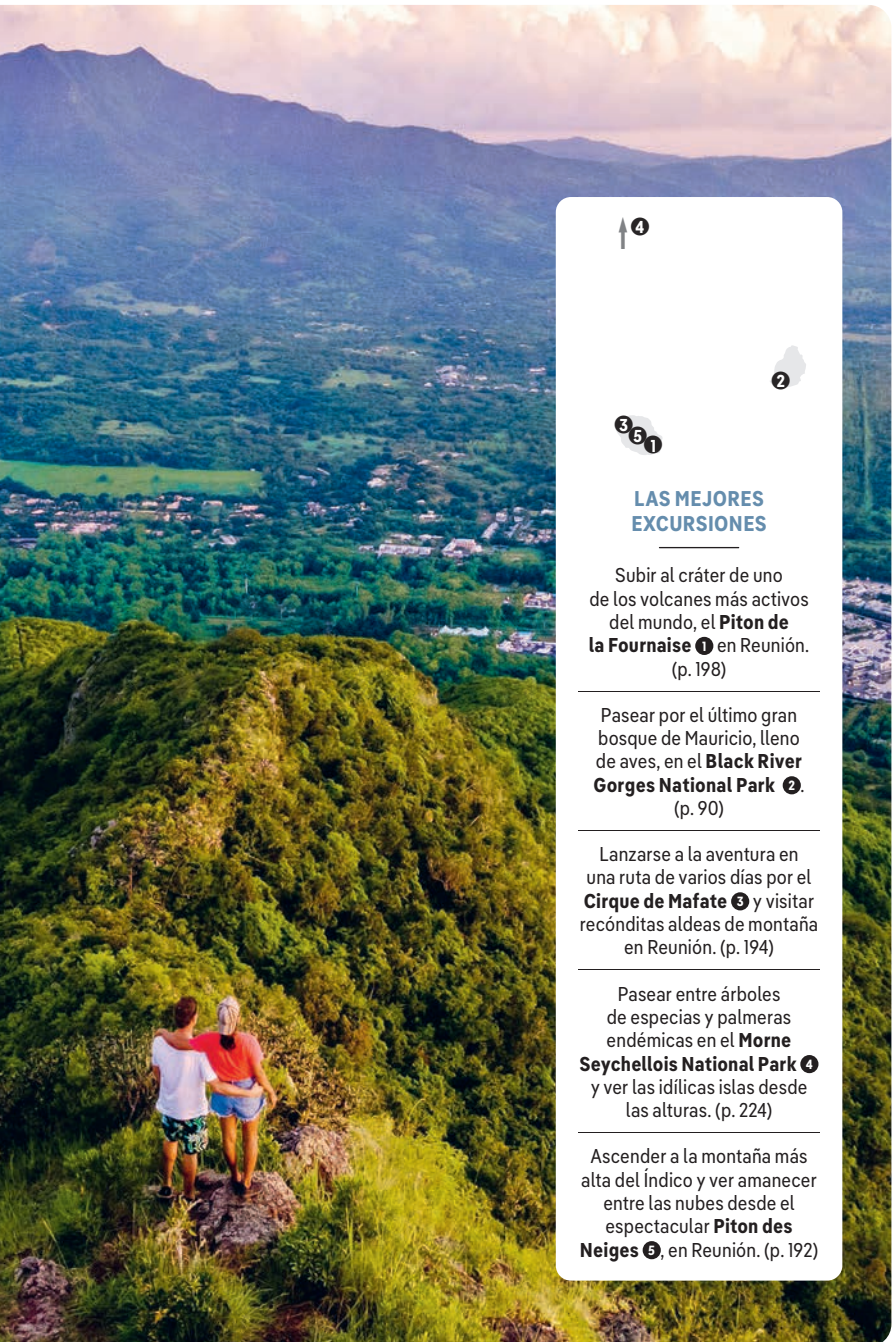 4
2
3
5
1
LAS MEJORES
EXCURSIONES
Subir al cráter de uno
de los volcanes más activos
del mundo, el Piton de
la Fournaise 1 en Reunión.
(p. 198)
Pasear por el último gran
bosque de Mauricio, lleno
de aves, en el Black River
Gorges National Park 2.
(p. 90)
Lanzarse a la aventura en
una ruta de varios días por el
Cirque de Mafate 3 y visitar
recónditas aldeas de montaña
en Reunión. (p. 194)
Pasear entre árboles
de especias y palmeras
endémicas en el Morne
Seychellois National Park 4
y ver las idílicas islas desde
las alturas. (p. 224)
Ascender a la montaña más
alta del Índico y ver amanecer
entre las nubes desde el
espectacular Piton des
Neiges 5, en Reunión. (p. 192)